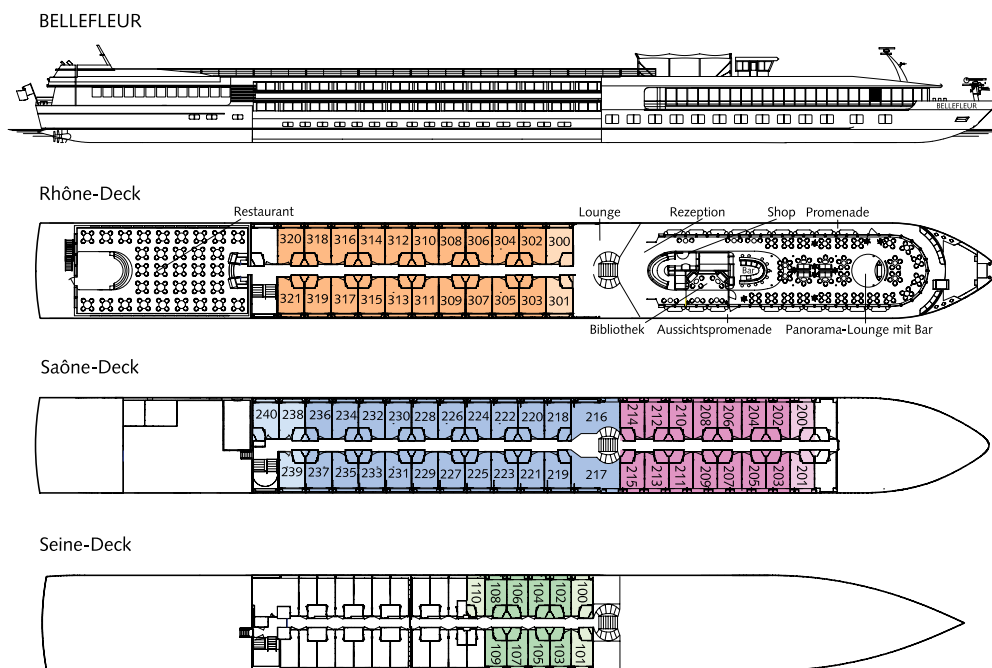 BELLEFLEUR
BELLEFLEUR
Rhône-Deck
Restaurant Lounge Rezeption Shop Promenade
320 318 316 314 312 310 308 306 304 302 300
Bar
321 319 317 315 313 311 309 307 305 303 301
Bibliothek Aussichtspromenade Panorama-Lounge mit Bar
Saône-Deck
240 238 236 234 232 230 228 226 224 222 220 218 216 214 212 210 208 206 204 202 200
239 237 235 233 231 229 227 225 223 221 219 217 215 213 211 209 207 205 203 201
Seine-Deck
110 108 106 104 102 100
109 107 105 103 101